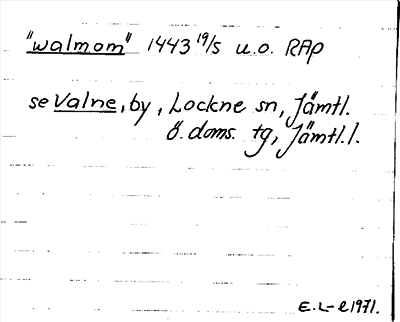 "walmom" 1443 19/5 u.o. RAp
se Valne, by, Lockne sn, Jämtl.
ö. doms. tg, Jämtl. l.
E. L-e 1971.